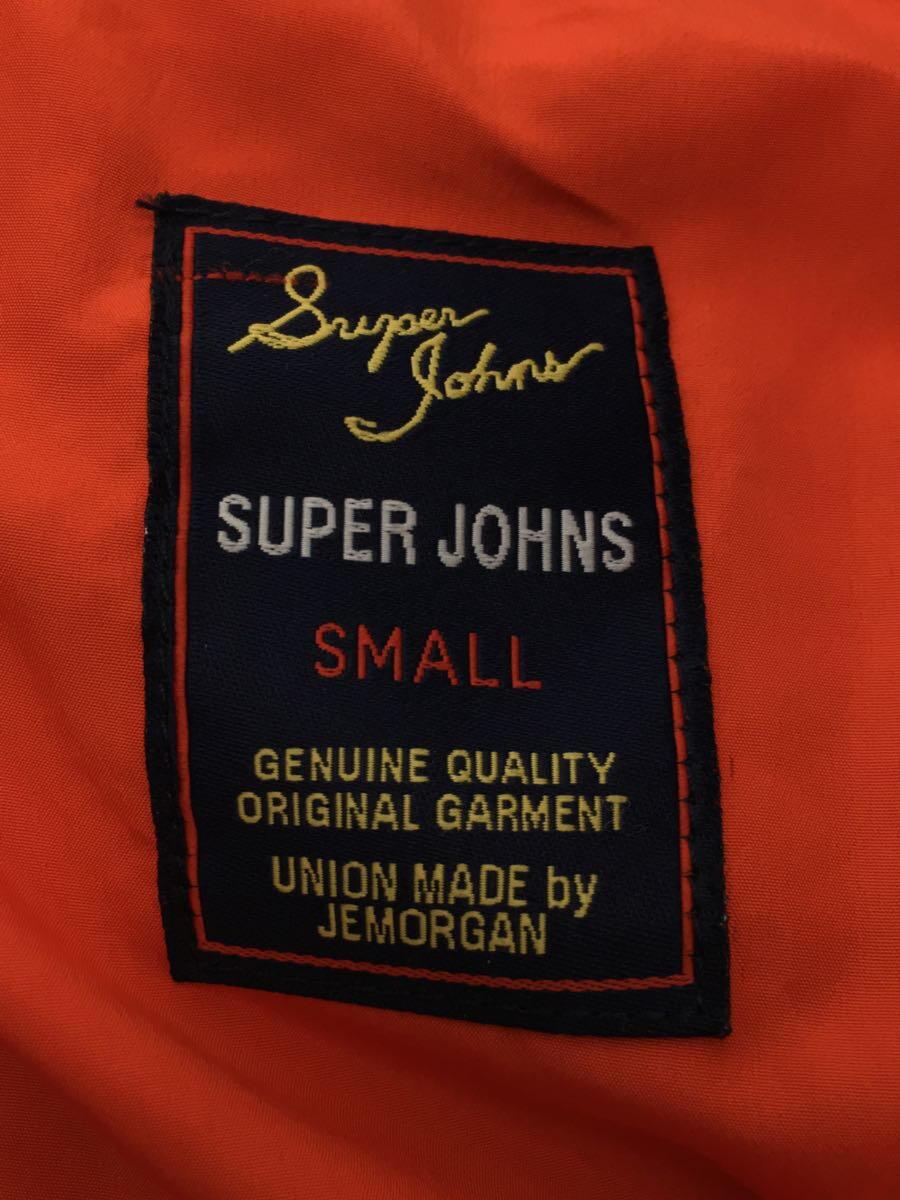 Super
Johns
SUPER JOHNS
SMALL
GENUINE QUALITY
ORIGINAL GARMENT
UNION MADE by
JEMORGAN